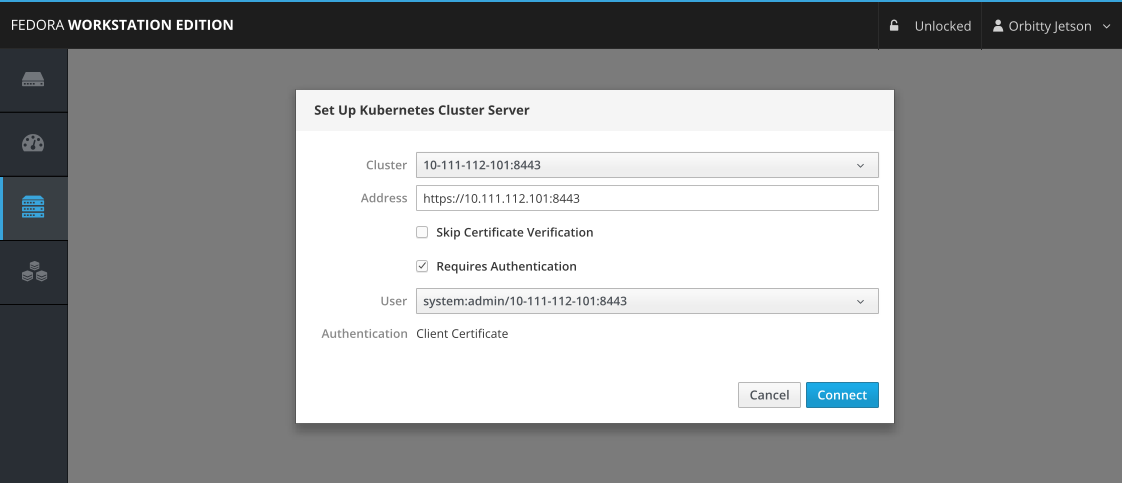 FEDORA WORKSTATION EDITION
Unlocked
Orbitty Jetson
Set Up Kubernetes Cluster Server
Cluster 10-111-112-101:8443
Address https://10.111.112.101:8443
Skip Certificate Verification
Requires Authentication
User system:admin/10-111-112-101:8443
Authentication Client Certificate
Cancel Connect